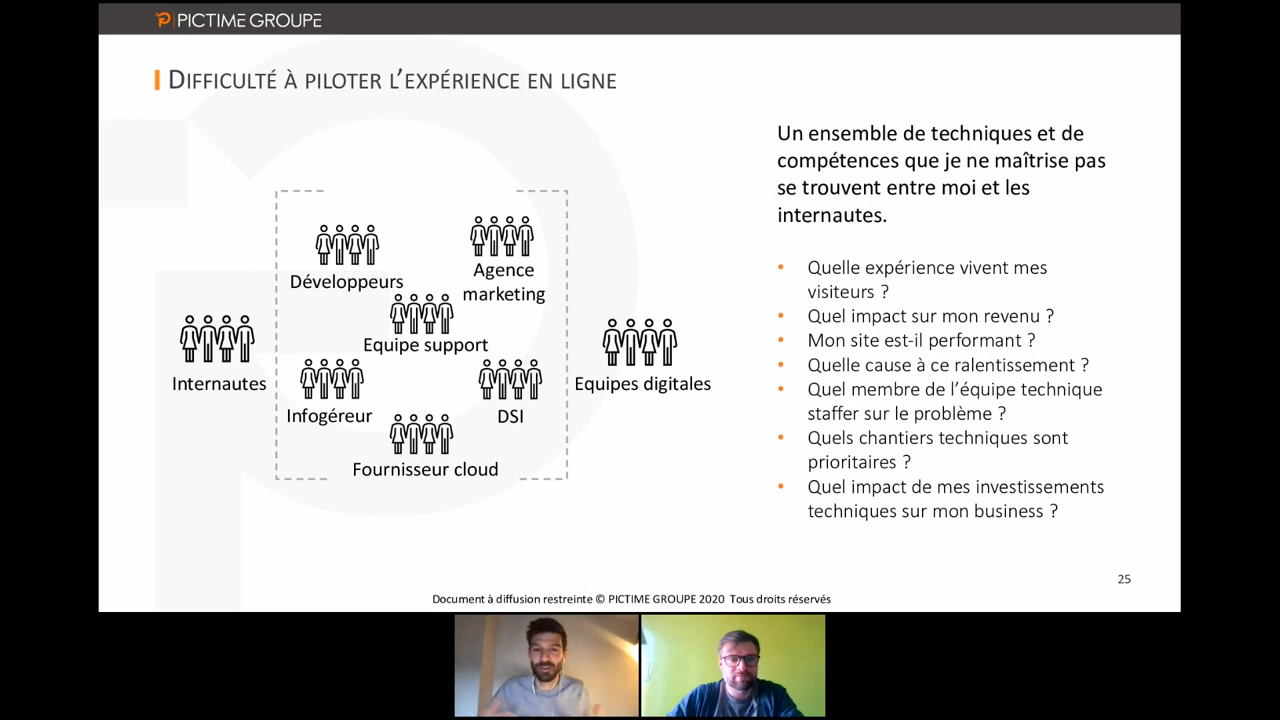 PICTIME GROUPE
DIFFICULTÉ À PILOTER L'EXPÉRIENCE EN LIGNE
Un ensemble de techniques et de
compétences que je ne maîtrise pas
se trouvent entre moi et les
internautes.
Développeurs
Agence
marketing
Equipe support
Internautes
Equipes digitales
Infogéreur
DSI
Fournisseur cloud
• Quelle expérience vivent mes
visiteurs ?
• Quel impact sur mon revenu ?
• Mon site est-il performant ?
• Quelle cause à ce ralentissement ?
• Quel membre de l'équipe technique
staffer sur le problème ?
• Quels chantiers techniques sont
prioritaires ?
• Quel impact de mes investissements
techniques sur mon business ?
25
Document à diffusion restreinte © PICTIME GROUPE 2020 Tous droits réservés